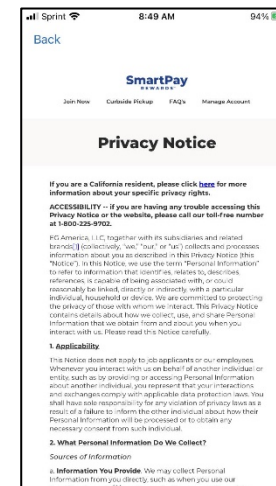 Sprint 8:49 AM 94%
Back
SmartPay
REWARDS
Join Now Curbside Pickup FAQ's Manage Account
Privacy Notice
If you are a California resident, please click here for more
information about your specific privacy rights.
ACCESSIBILITY -- if you are having any trouble accessing this
Privacy Notice or the website, please call our toll-free number
at 1-800-225-9702.
EG America, LLC, together with its subsidiaries and related
brands[1] (collectively, "we," "our," or "us") collects and processes
information about you as described in this Privacy Notice (this
"Notice"). In this Notice, we use the term "Personal Information"
to refer to information that identifies, relates to, describes,
references, is capable of being associated with, or could
reasonably be linked, directly or indirectly, with a particular
individual, household or device. We are committed to protecting
the privacy of those with whom we interact. This Privacy Notice
contains details about how we collect, use, and share Personal
Information that we obtain from and about you when you
interact with us. Please read this Notice carefully.
1. Applicability
This Notice does not apply to job applicants or our employees.
Whenever you interact with us on behalf of another individual or
entity, such as by providing or accessing Personal Information
about another individual, you represent that your interactions
and exchanges comply with applicable data protection laws. You
shall have sole responsibility for any violation of privacy laws as a
result of a failure to inform the other individual about how their
Personal Information will be processed or to obtain any
necessary consent from such individual.
2. What Personal Information Do We Collect?
Sources of Information
a. Information You Provide. We may collect Personal
Information from you directly, such as when you use our